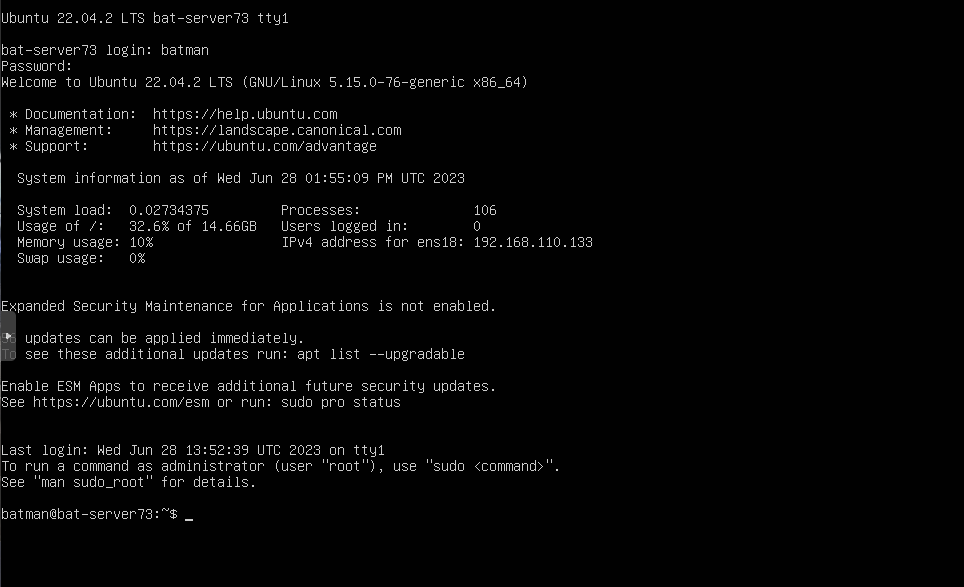 Ubuntu 22.04.2 LTS bat-server73 tty1
bat-server73 login: batman
Password:
Welcome to Ubuntu 22.04.2 LTS (GNU/Linux 5.15.0-76-generic x86_64)
* Documentation:  https://help.ubuntu.com
* Management:     https://landscape.canonical.com
* Support:        https://ubuntu.com/advantage
System information as of Wed Jun 28 01:55:09 PM UTC 2023
System load:  0.02734375         Processes:              106
Usage of /:   32.6% of 14.66GB   Users logged in:        0
Memory usage: 10%                IPv4 address for ens18: 192.168.110.133
Swap usage:   0%
Expanded Security Maintenance for Applications is not enabled.
updates can be applied immediately.
To see these additional updates run: apt list --upgradable
Enable ESM Apps to receive additional future security updates.
See https://ubuntu.com/esm or run: sudo pro status
Last login: Wed Jun 28 13:52:39 UTC 2023 on tty1
To run a command as administrator (user "root"), use "sudo <command>".
See "man sudo_root" for details.
batman@bat-server73:~$ _